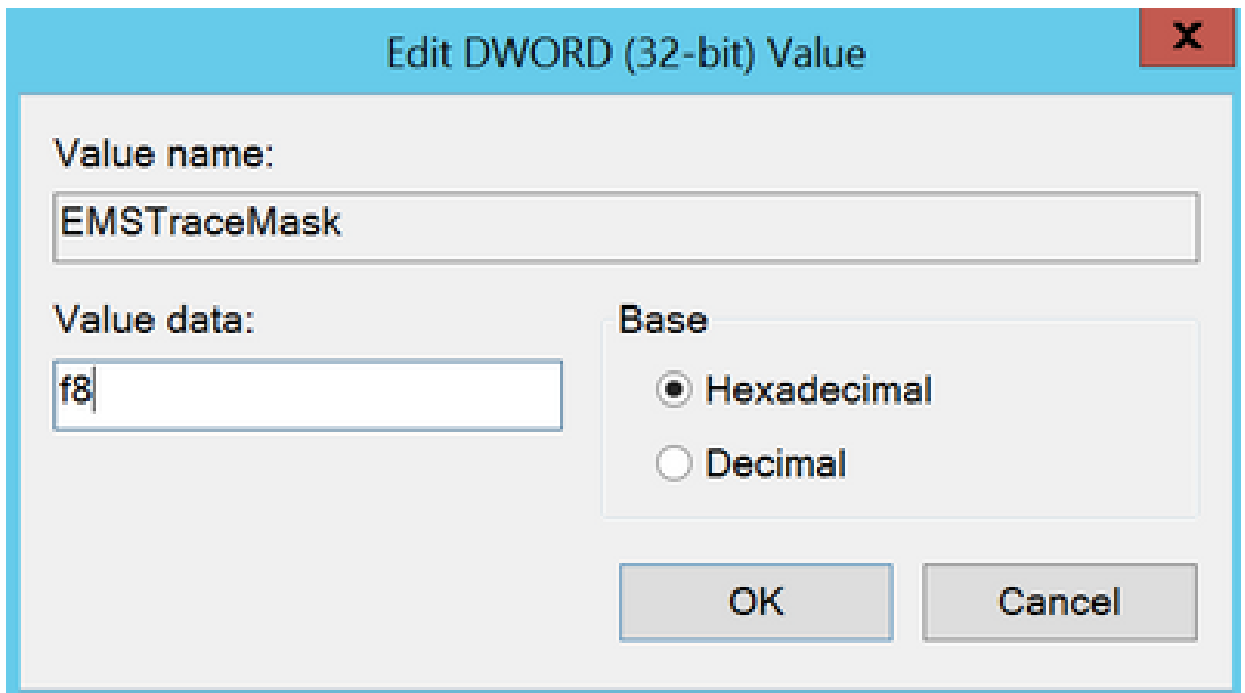 Edit DWORD (32-bit) Value
x
Value name:
EMSTraceMask
Value data:
f8
Base
Hexadecimal
Decimal
OK
Cancel